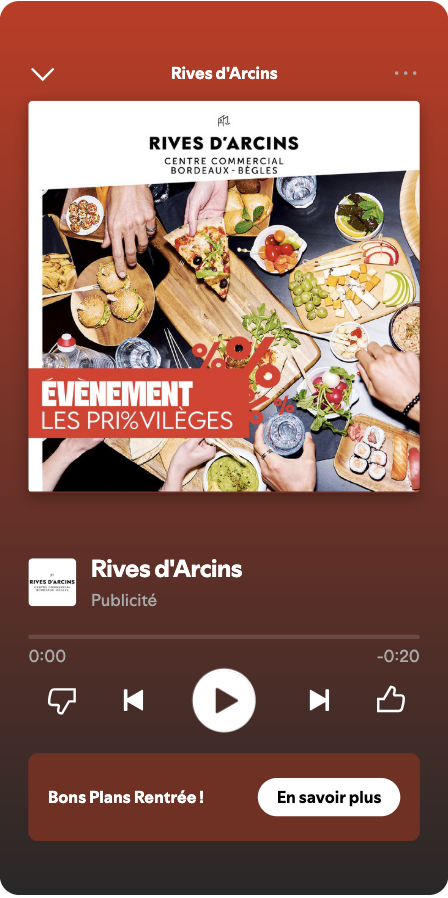 Rives d'Arcins
RIVES D'ARCINS
CENTRE COMMERCIAL
BORDEAUX - BÈGLES
%
%
%
%
ÉVÈNEMENT
LES PRI%VILÈGES
RIVES D'ARCINS
Rives d'Arcins
Publicité
0:00
-0:20
Bons Plans Rentrée !
En savoir plus